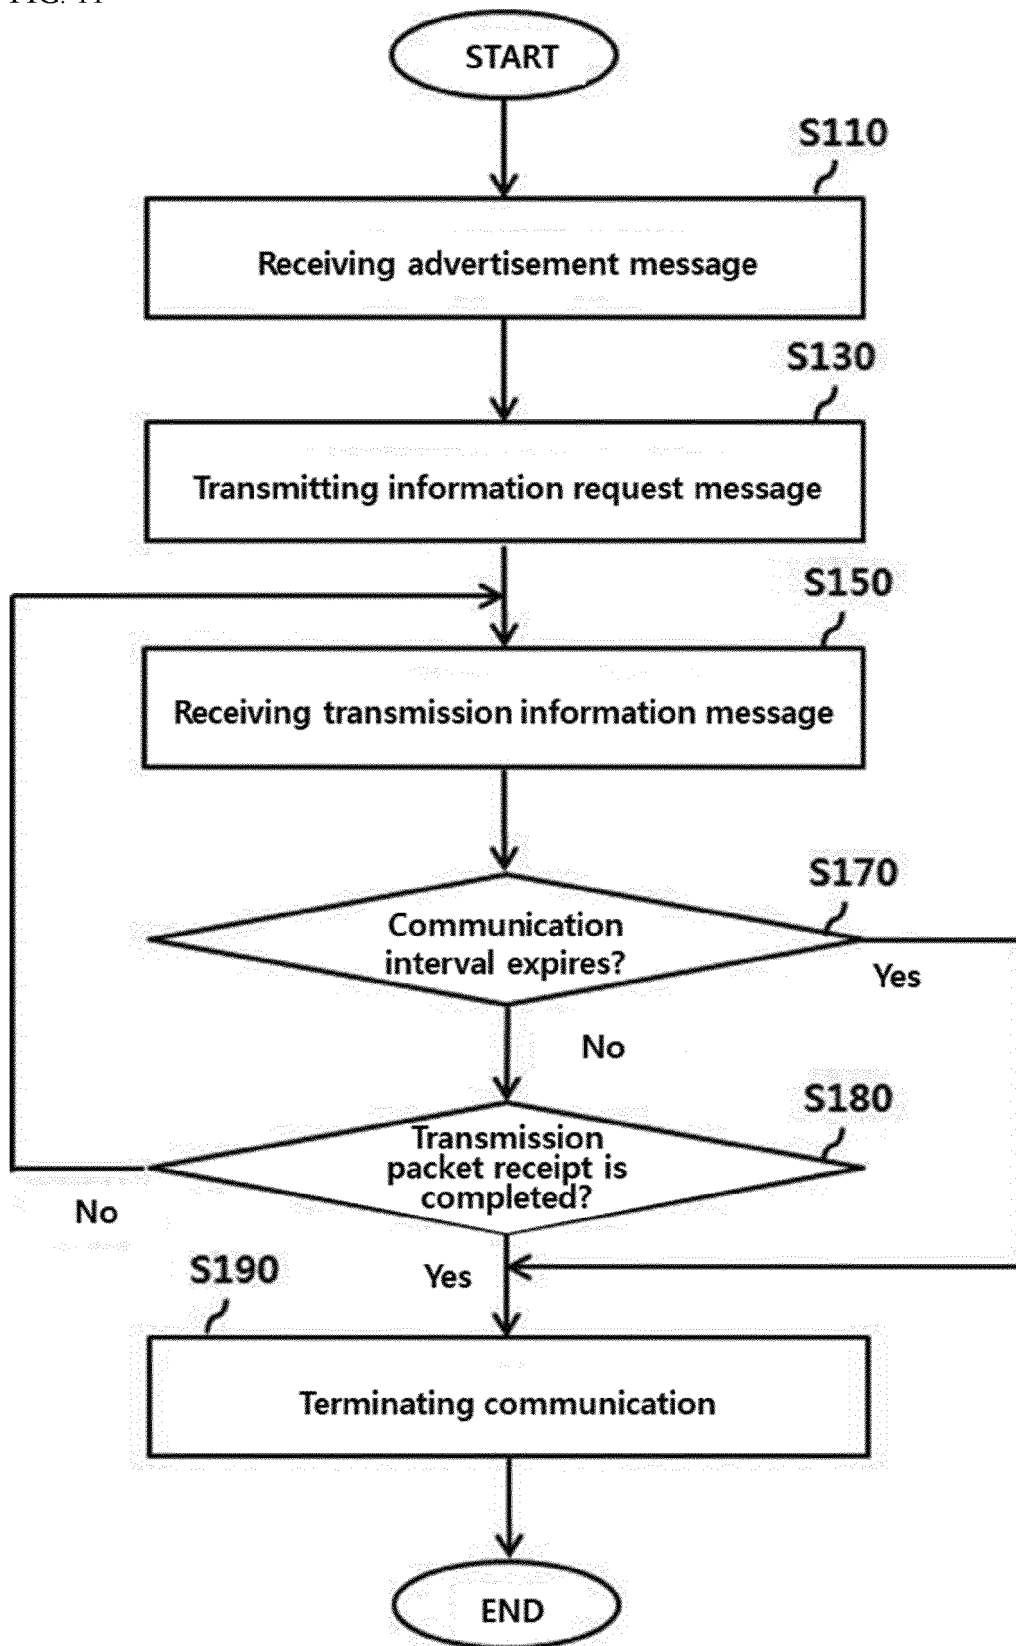 START
S110
Receiving advertisement message
S130
Transmitting information request message
S150
Receiving transmission information message
S170
Communication
interval expires?
Yes
No
S180
Transmission
packet receipt is
completed?
No
Yes
S190
Terminating communication
END